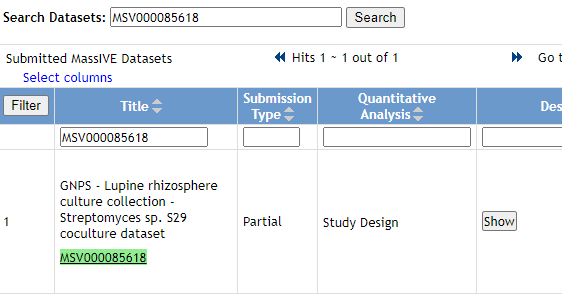 Search Datasets: MSV000085618 Search
Submitted MassIVE Datasets Hits 1 ~ 1 out of 1 Go t
Select columns
Filter Title Submission Type Quantitative Analysis Des
MSV000085618
1
GNPS - Lupine rhizosphere
culture collection -
Streptomyces sp. S29
coculture dataset
MSV000085618
Partial
Study Design
Show